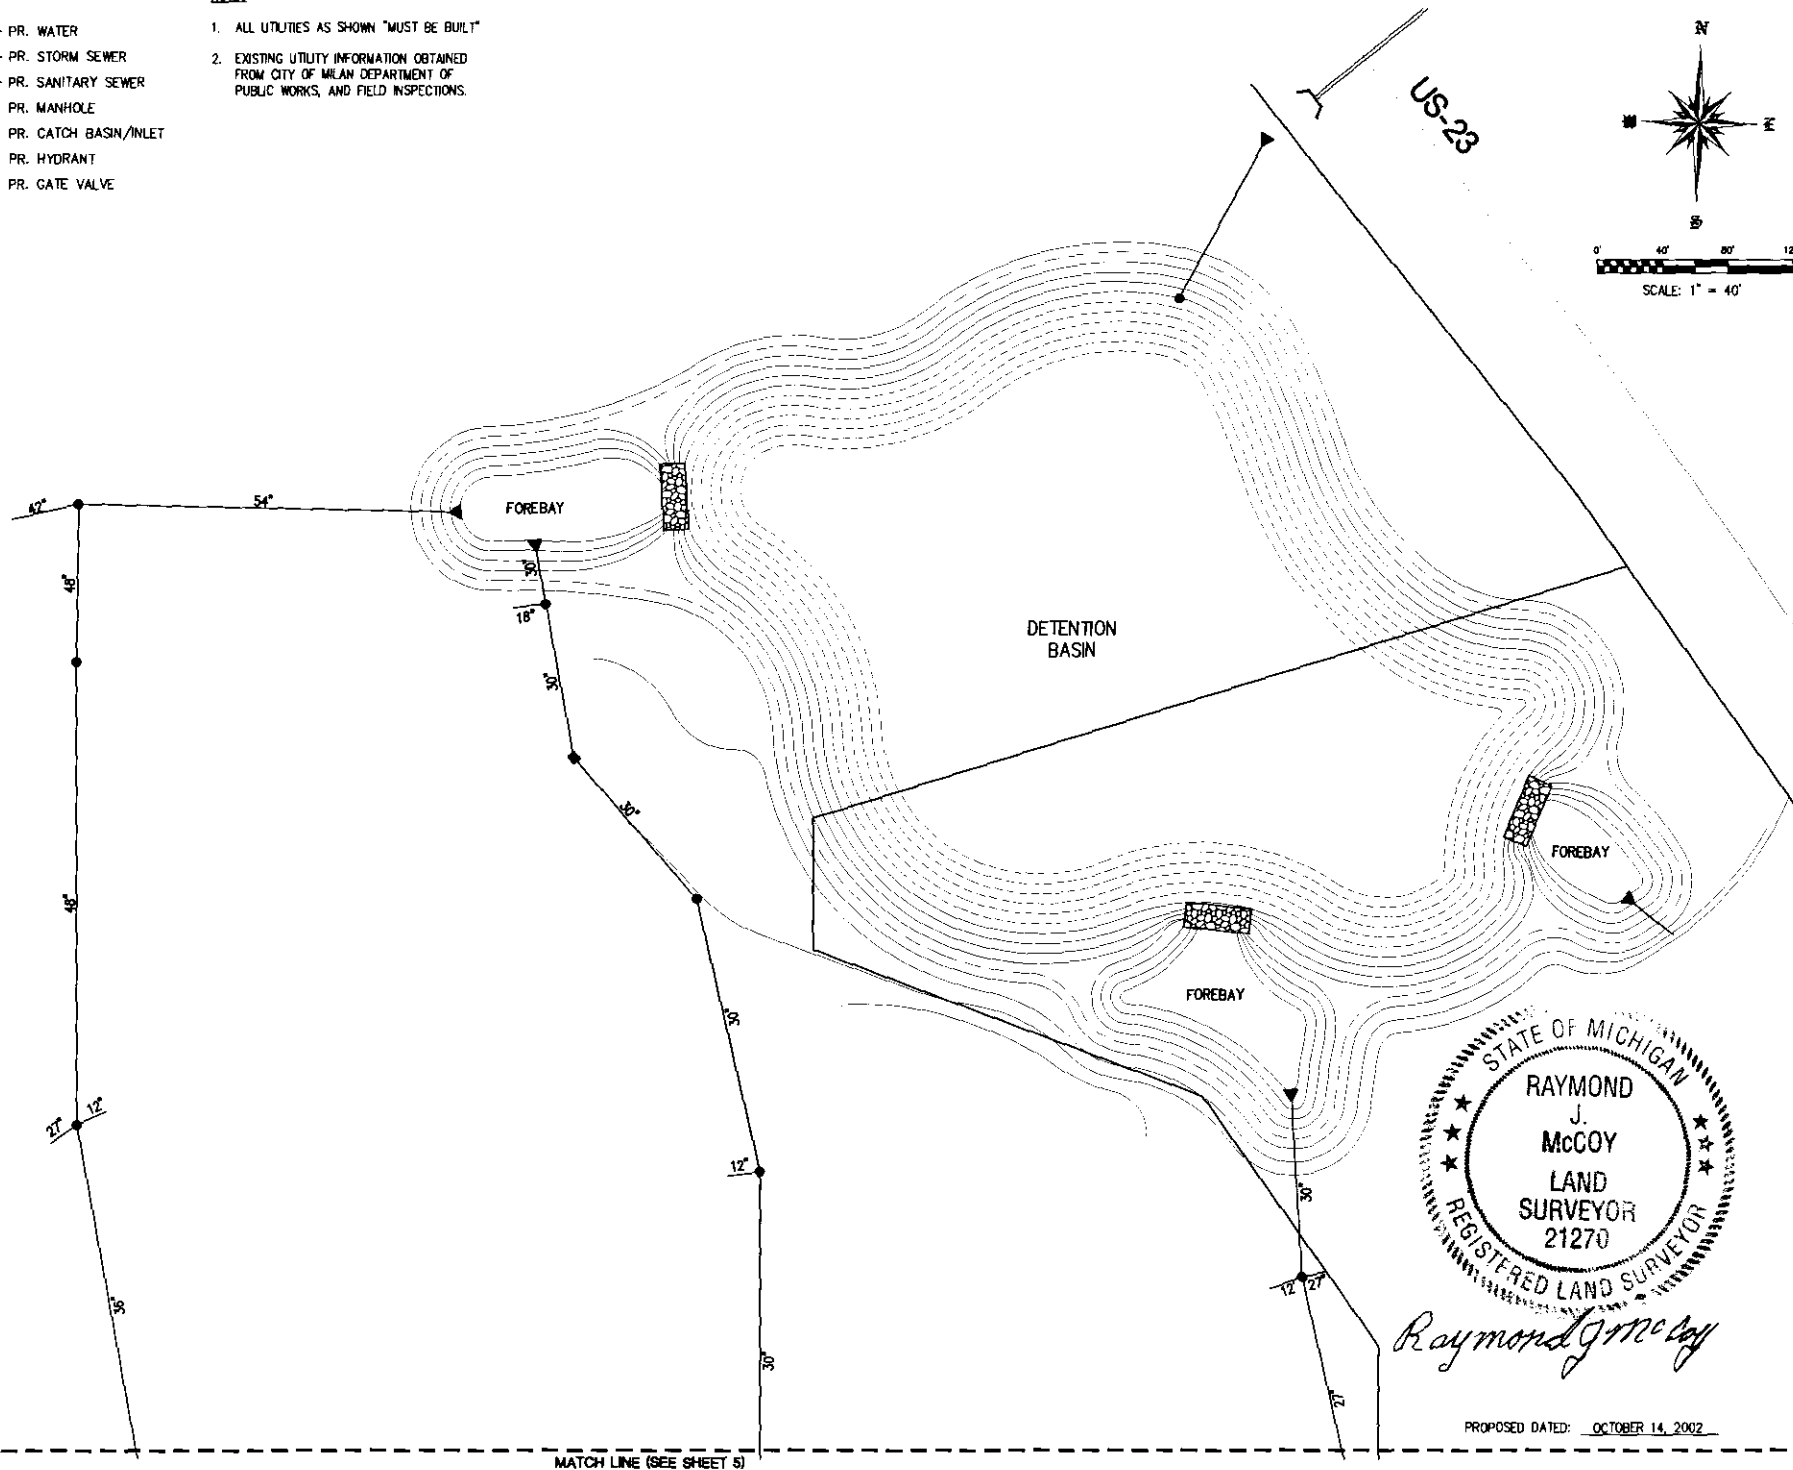 PR. WATER
PR. STORM SEWER
PR. SANITARY SEWER
PR. MANHOLE
PR. CATCH BASIN/INLET
PR. HYDRANT
PR. GATE VALVE
1. ALL UTILITIES AS SHOWN "MUST BE BUILT"
2. EXISTING UTILITY INFORMATION OBTAINED
FROM CITY OF MILAN DEPARTMENT OF
PUBLIC WORKS, AND FIELD INSPECTIONS.
US-23
N
E
S
0' 40' 80' 12
SCALE: 1" = 40'
42"
54"
FOREBAY
48"
30"
18"
30"
DETENTION
BASIN
30"
48"
FOREBAY
30"
FOREBAY
27" 12"
12"
30"
36"
30"
12" 27"
27"
STATE OF MICHIGAN
RAYMOND
J.
McCOY
LAND
SURVEYOR
21270
REGISTERED LAND SURVEYOR
Raymond J McCoy
PROPOSED DATED: OCTOBER 14, 2002
MATCH LINE (SEE SHEET 5)